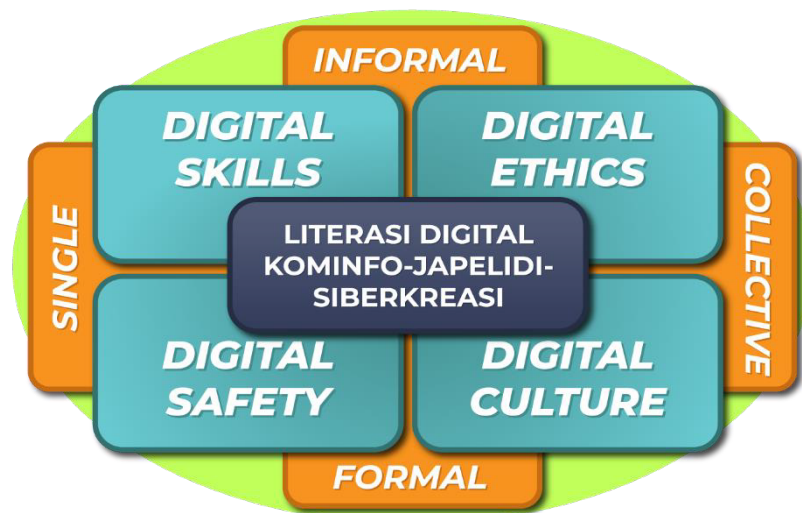 INFORMAL
DIGITAL
SKILLS
DIGITAL
ETHICS
SINGLE
LITERASI DIGITAL
KOMINFO-JAPELIDI-
SIBERKREASI
COLLECTIVE
DIGITAL
SAFETY
DIGITAL
CULTURE
FORMAL